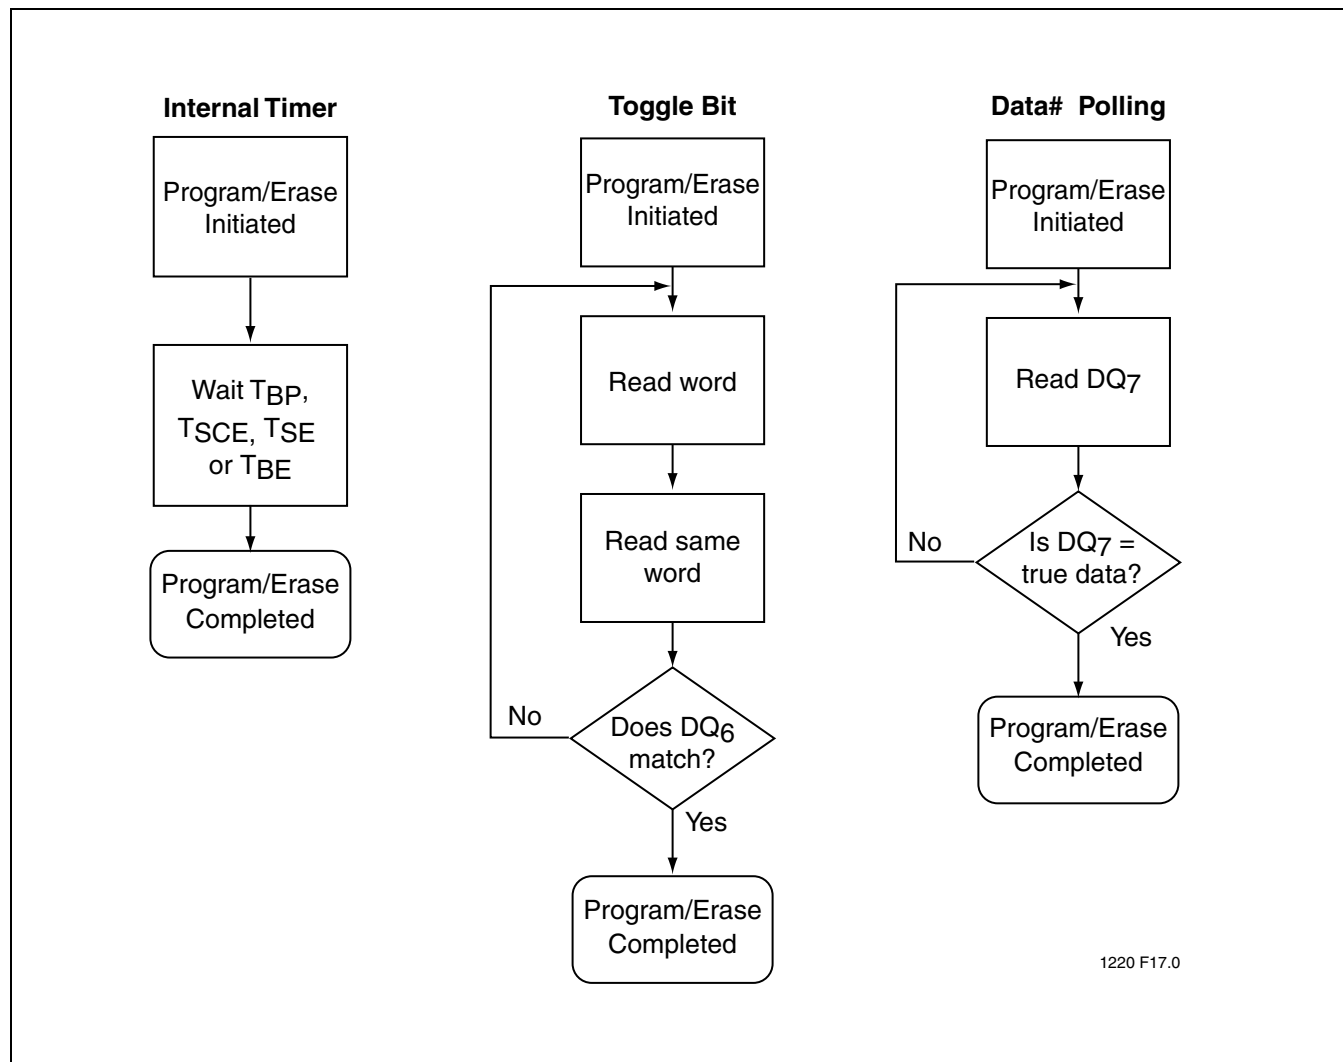 Internal Timer
Program/Erase
Initiated
Wait TBP,
TSCE, TSE
or TBE
Program/Erase
Completed
Toggle Bit
Program/Erase
Initiated
Read word
Read same
word
Does DQ6
match?
No
Yes
Program/Erase
Completed
Data# Polling
Program/Erase
Initiated
Read DQ7
Is DQ7 =
true data?
No
Yes
Program/Erase
Completed
1220 F17.0